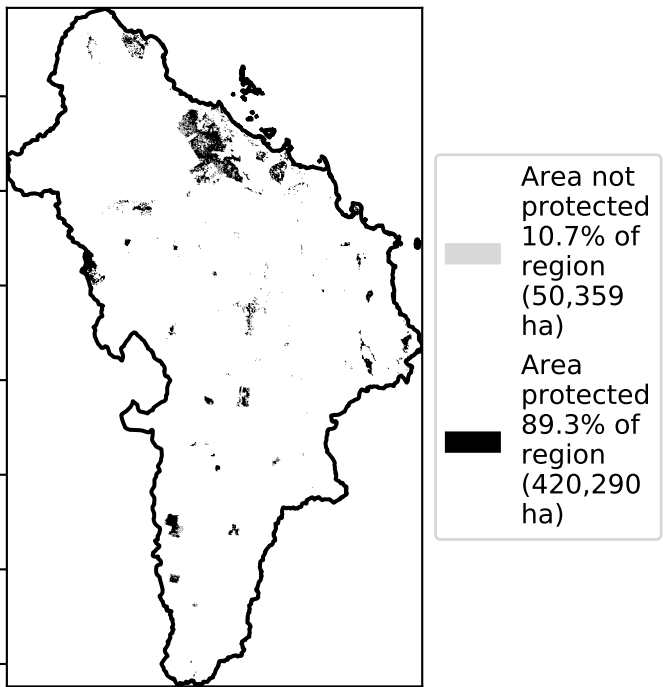 Area not
protected
10.7% of
region
(50,359
ha)
Area
protected
89.3% of
region
(420,290
ha)